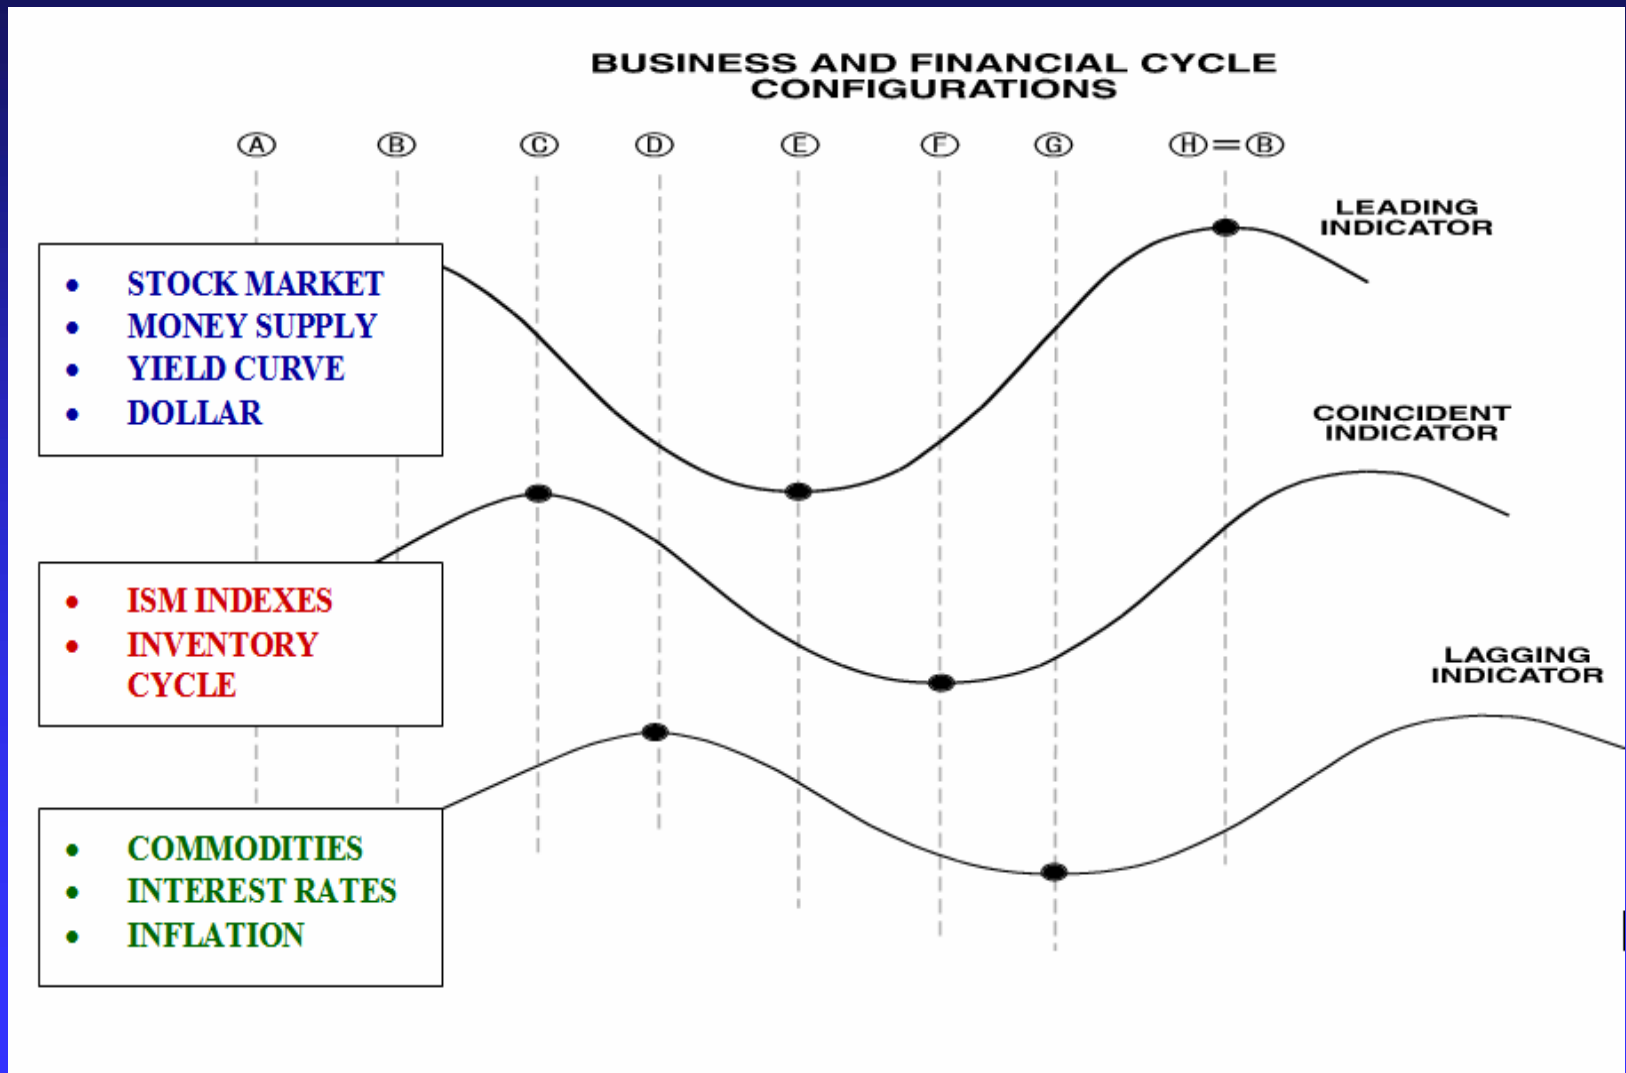 BUSINESS AND FINANCIAL CYCLE
CONFIGURATIONS
A B C D E F G H = B
LEADING
INDICATOR
• STOCK MARKET
• MONEY SUPPLY
• YIELD CURVE
• DOLLAR
COINCIDENT
INDICATOR
• ISM INDEXES
• INVENTORY
CYCLE
LAGGING
INDICATOR
• COMMODITIES
• INTEREST RATES
• INFLATION